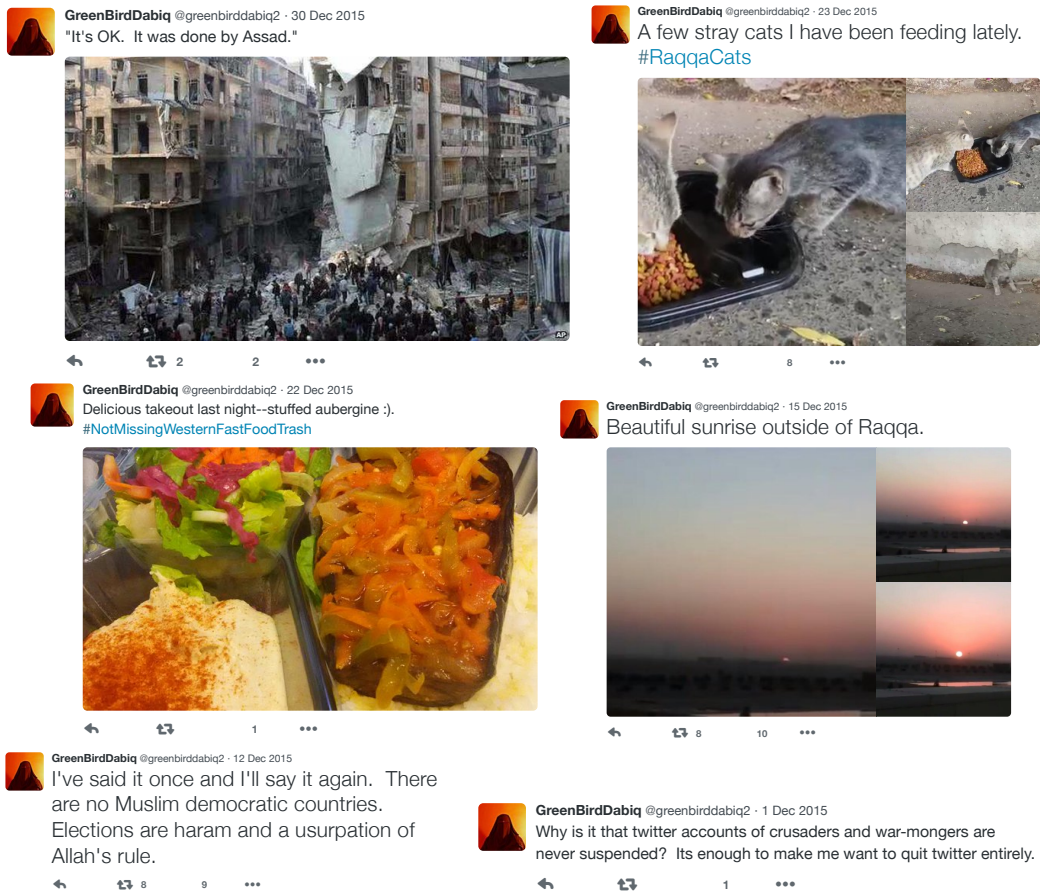 GreenBirdDabiq @greenbirddabiq2 · 30 Dec 2015
"It's OK.  It was done by Assad."
AP
2 2
GreenBirdDabiq @greenbirddabiq2 · 23 Dec 2015
A few stray cats I have been feeding lately.
#RaqqaCats
8
GreenBirdDabiq @greenbirddabiq2 · 22 Dec 2015
Delicious takeout last night--stuffed aubergine :).
#NotMissingWesternFastFoodTrash
1
GreenBirdDabiq @greenbirddabiq2 · 15 Dec 2015
Beautiful sunrise outside of Raqqa.
8 10
GreenBirdDabiq @greenbirddabiq2 · 12 Dec 2015
I've said it once and I'll say it again.  There
are no Muslim democratic countries.
Elections are haram and a usurpation of
Allah's rule.
8 9
GreenBirdDabiq @greenbirddabiq2 · 1 Dec 2015
Why is it that twitter accounts of crusaders and war-mongers are
never suspended?  Its enough to make me want to quit twitter entirely.
1